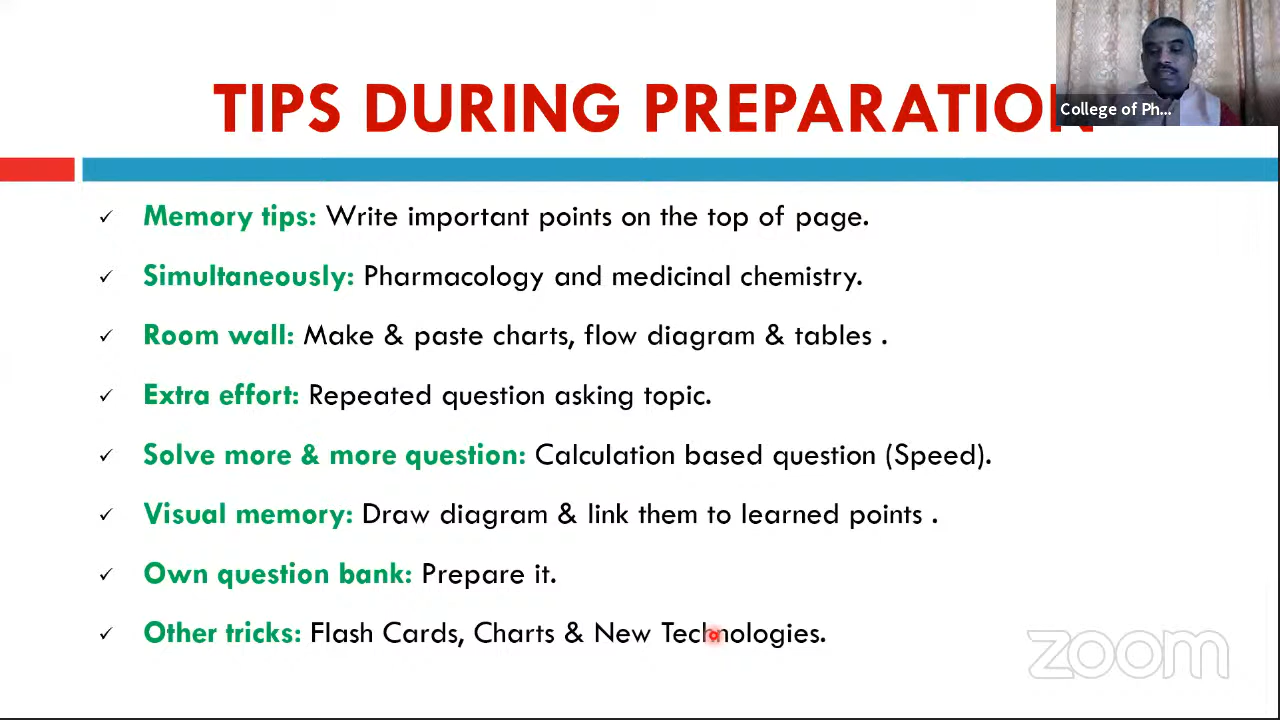 TIPS DURING PREPARATION
College of Ph...
✓ Memory tips: Write important points on the top of page.
✓ Simultaneously: Pharmacology and medicinal chemistry.
✓ Room wall: Make & paste charts, flow diagram & tables .
✓ Extra effort: Repeated question asking topic.
✓ Solve more & more question: Calculation based question (Speed).
✓ Visual memory: Draw diagram & link them to learned points .
✓ Own question bank: Prepare it.
✓ Other tricks: Flash Cards, Charts & New Technologies.
zoom